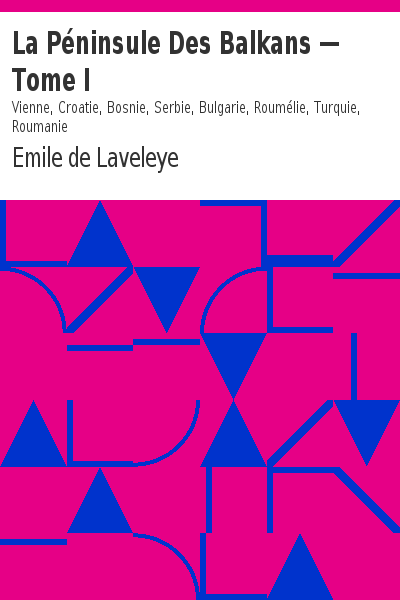 La Péninsule Des Balkans —
Tome I
Vienne, Croatie, Bosnie, Serbie, Bulgarie, Roumélie, Turquie,
Roumanie
Emile de Laveleye